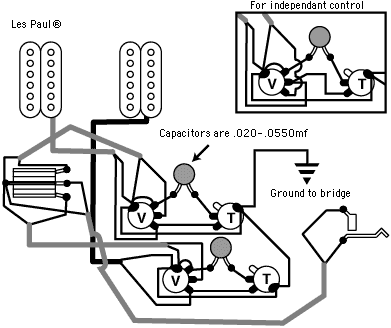 For independant control
Les Paul®
V
T
Capacitors are .020-.0550mf
V
T
Ground to bridge
V
T